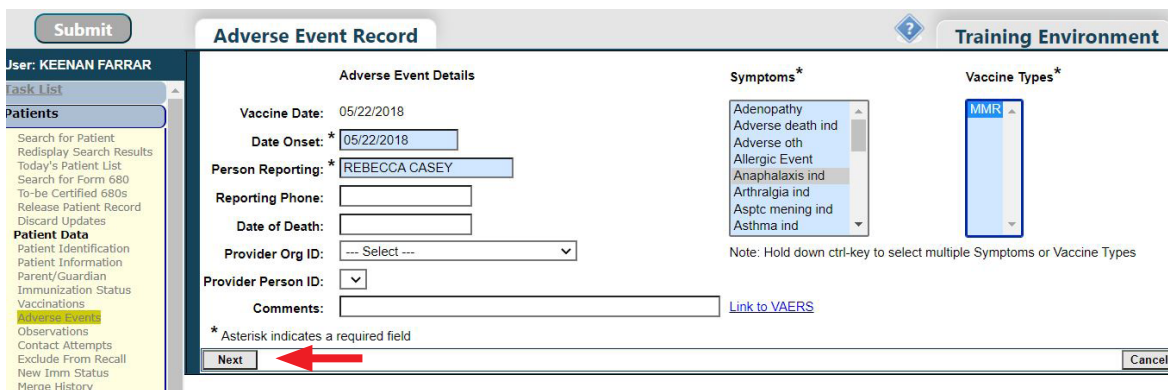 Submit
Adverse Event Record
?
Training Environment
User: KEENAN FARRAR
Task List
Patients
Search for Patient
Redisplay Search Results
Today's Patient List
Search for Form 680
To-be Certified 680s
Release Patient Record
Discard Updates
Patient Data
Patient Identification
Patient Information
Parent/Guardian
Immunization Status
Vaccinations
Adverse Events
Observations
Contact Attempts
Exclude From Recall
New Imm Status
Merge History
Adverse Event Details
Vaccine Date: 05/22/2018
Date Onset: * 05/22/2018
Person Reporting: * REBECCA CASEY
Reporting Phone:
Date of Death:
Provider Org ID: --- Select ---
Provider Person ID:
Comments:
Link to VAERS
* Asterisk indicates a required field
Symptoms*
Adenopathy
Adverse death ind
Adverse oth
Allergic Event
Anaphalaxis ind
Arthralgia ind
Asptc mening ind
Asthma ind
Vaccine Types*
MMR
Note: Hold down ctrl-key to select multiple Symptoms or Vaccine Types
Next
Cancel